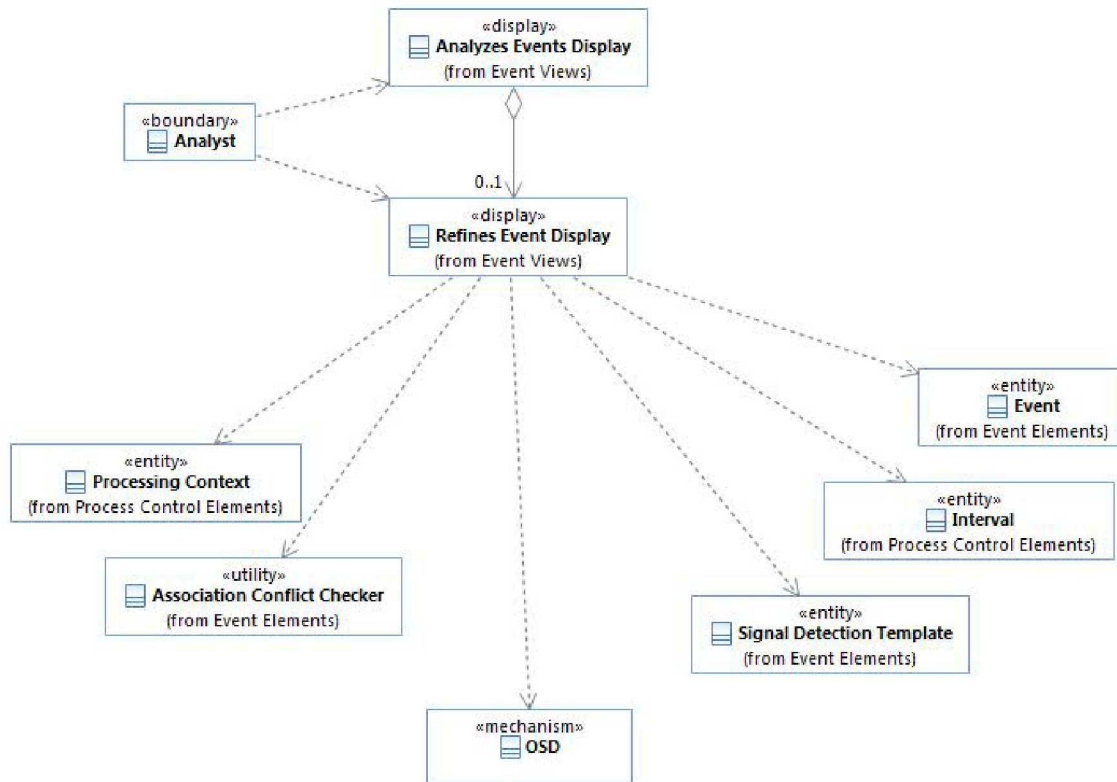 «display»
Analyzes Events Display
(from Event Views)
«boundary»
Analyst
0..1
«display»
Refines Event Display
(from Event Views)
«entity»
Event
(from Event Elements)
«entity»
Processing Context
(from Process Control Elements)
«entity»
Interval
(from Process Control Elements)
«utility»
Association Conflict Checker
(from Event Elements)
«entity»
Signal Detection Template
(from Event Elements)
«mechanism»
OSD